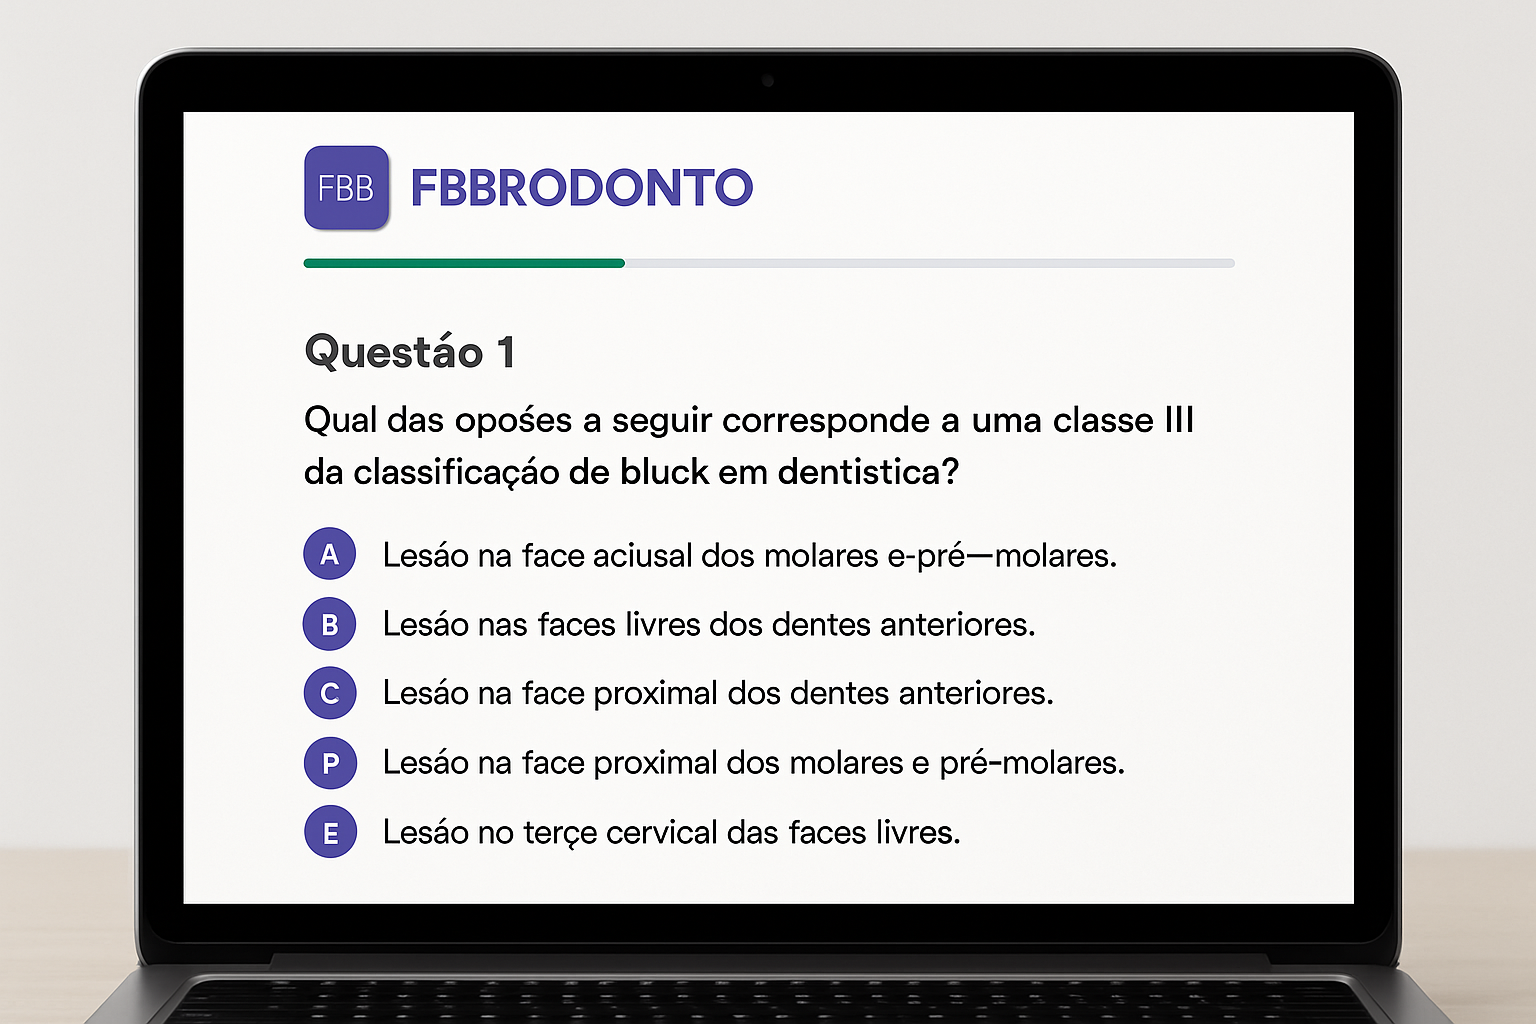 FBB FBBRODONTO
Questáo 1
Qual das opośes a seguir corresponde a uma classe III
da classificaçáo de bluck em dentistica?
A Lesáo na face aciusal dos molares e-pré—molares.
B Lesáo nas faces livres dos dentes anteriores.
C Lesáo na face proximal dos dentes anteriores.
P Lesáo na face proximal dos molares e pré-molares.
E Lesáo no terçe cervical das faces livres.